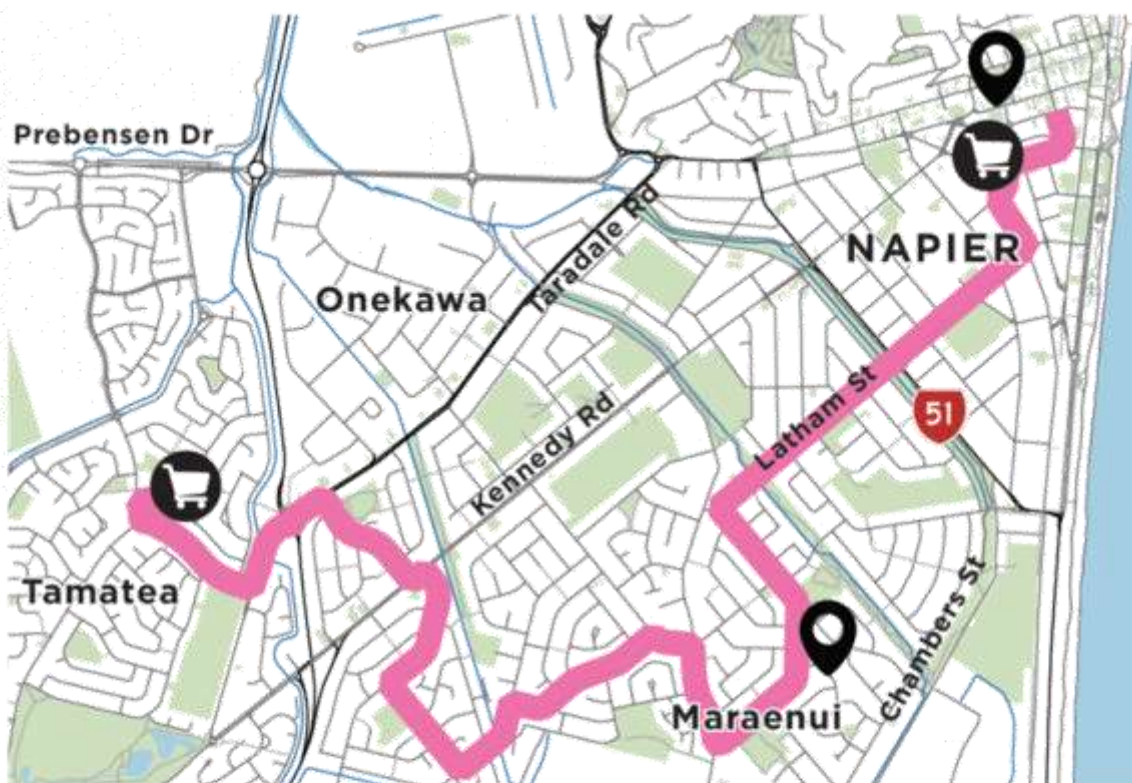 Prebensen Dr
NAPIER
Taradale Rd
Onekawa
Latham St
51
Kennedy Rd
Tamatea
Chambers St
Maraenui